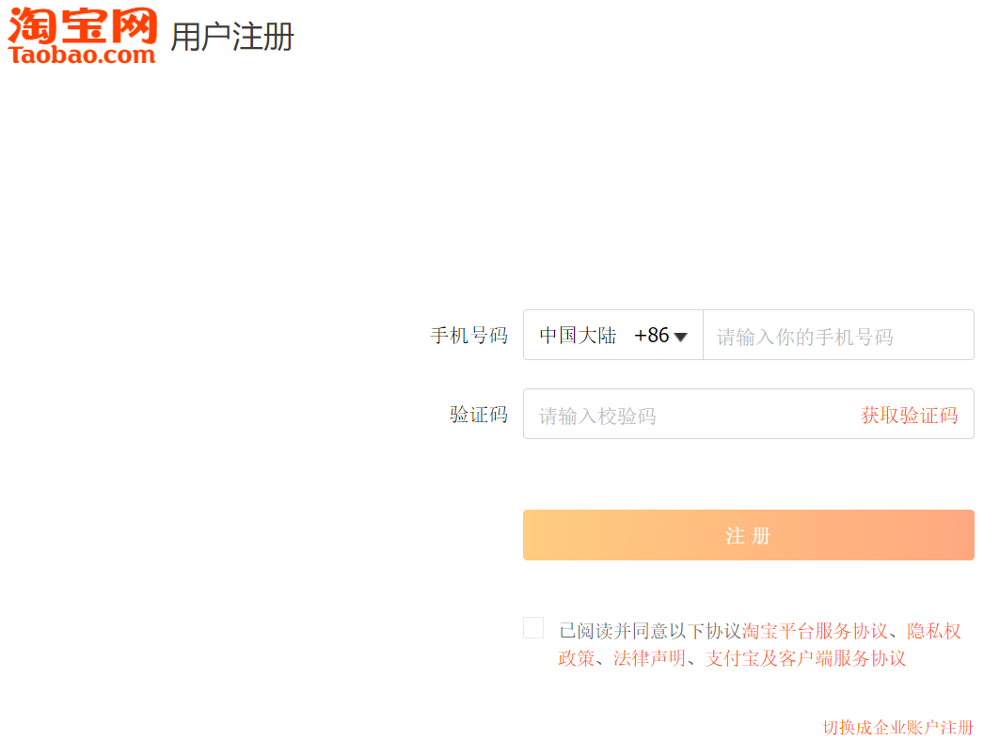 淘宝网
Taobao.com
用户注册
手机号码 中国大陆 +86 请输入你的手机号码
验证码 请输入校验码 获取验证码
注 册
已阅读并同意以下协议淘宝平台服务协议、隐私权
政策、法律声明、支付宝及客户端服务协议
切换成企业账户注册